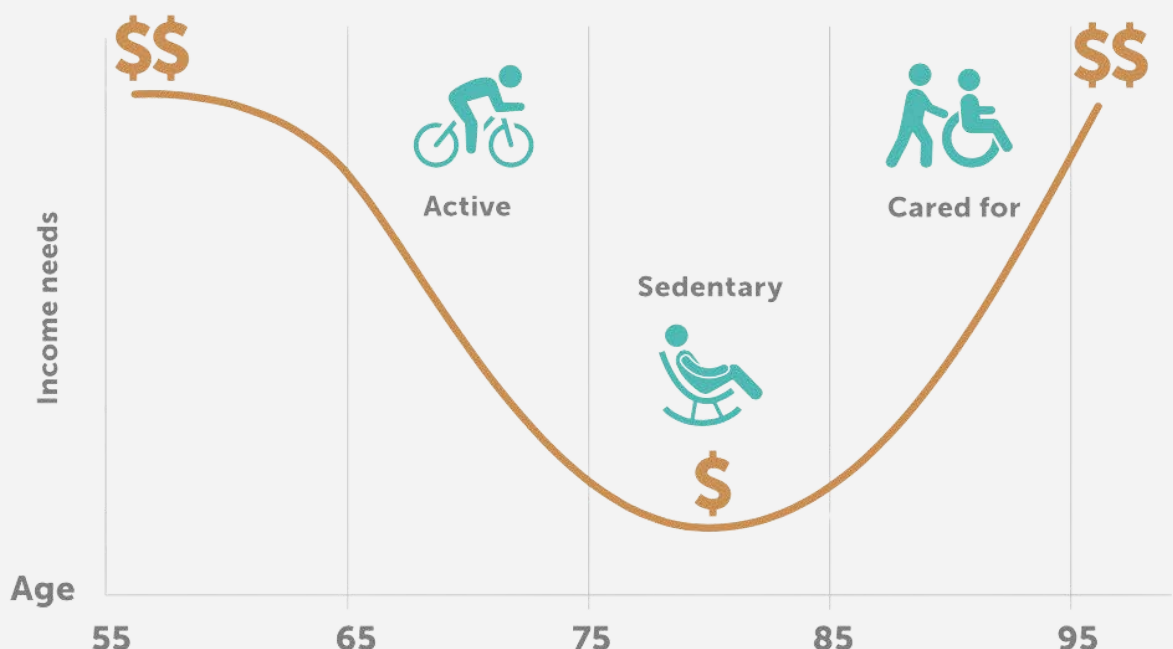 $$
$$
Active
Cared for
Sedentary
Income needs
$
Age
55 65 75 85 95